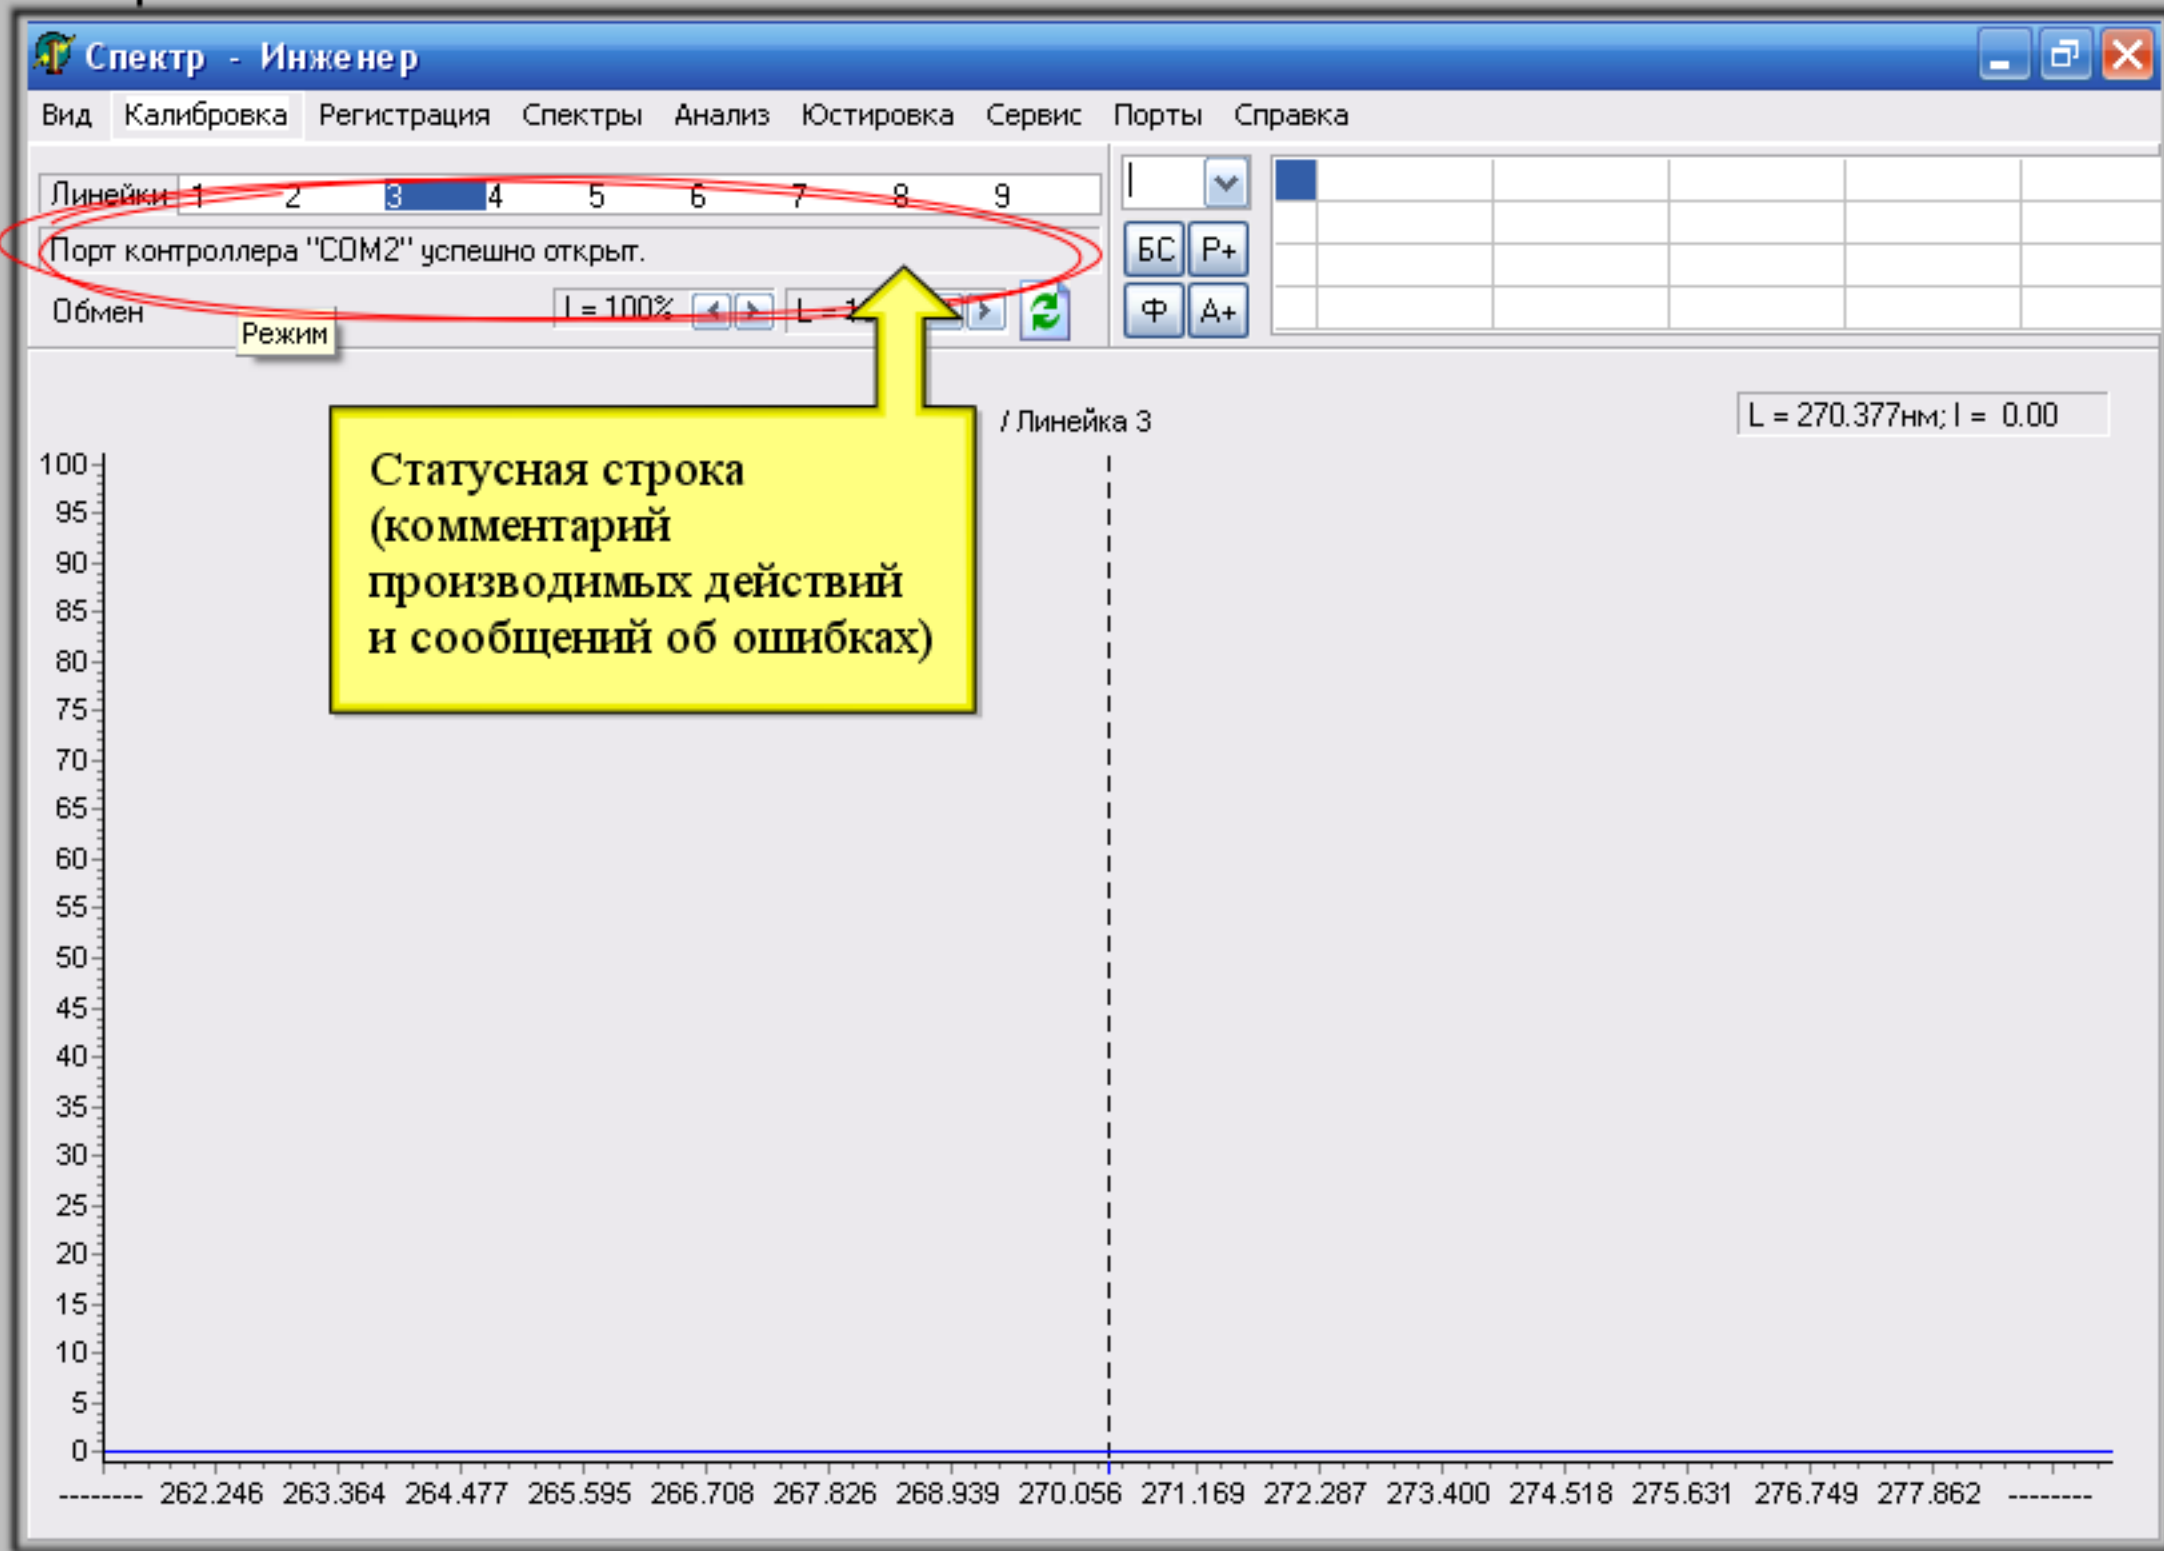 Спектр - Инженер
Вид Калибровка Регистрация Спектры Анализ Юстировка Сервис Порты Справка
Линейки 1 2 3 4 5 6 7 8 9
Порт контроллера "COM2" успешно открыт.
БС Р+
Обмен I = 100% L = 1
Ф А+
Режим
/ Линейка 3
L = 270.377нм; I = 0.00
Статусная строка
(комментарий
производимых действий
и сообщений об ошибках)
100
95
90
85
80
75
70
65
60
55
50
45
40
35
30
25
20
15
10
5
0
-------- 262.246 263.364 264.477 265.595 266.708 267.826 268.939 270.056 271.169 272.287 273.400 274.518 275.631 276.749 277.862 --------